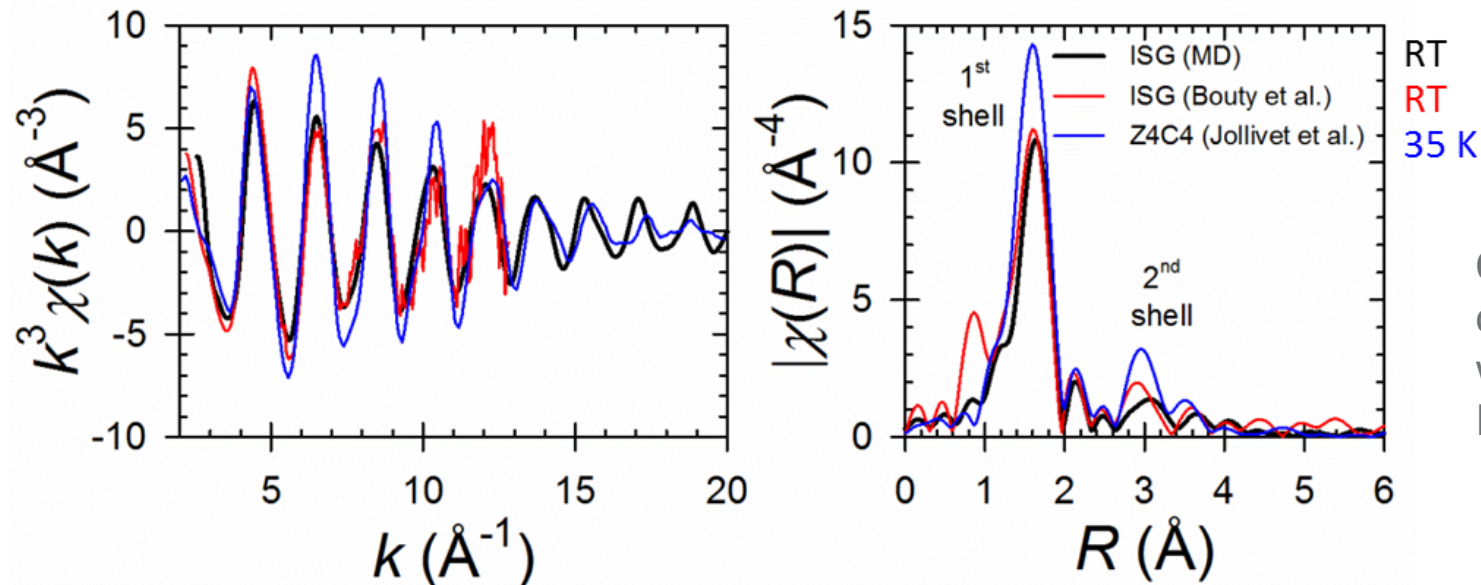 10
5
0
-5
-10
k³ χ(k) (Å⁻³)
5 10 15 20
k (Å⁻¹)
15
10
5
0
|χ(R)| (Å⁻⁴)
1st
shell
ISG (MD)
ISG (Bouty et al.)
Z4C4 (Jollivet et al.)
2nd
shell
0 1 2 3 4 5 6
R (Å)
RT
RT
35 K